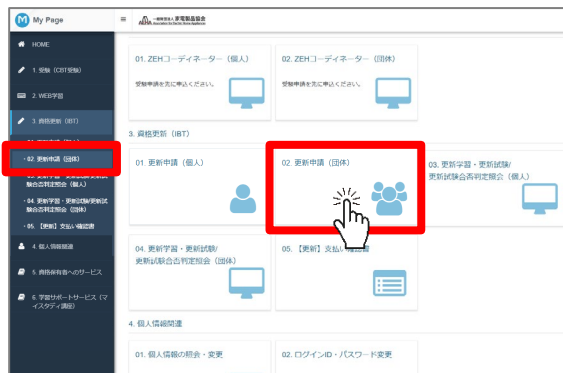 My Page
一般財団法人 家電製品協会
Association for Electric Home Appliances
HOME
1. 受験（CBT受験）
2. WEB学習
3. 資格更新（IBT）
・02. 更新申請（団体）
験合否判定照会（個人）
・04. 更新学習・更新試験/更新試
験合否判定照会（団体）
・05. 【更新】支払い確認書
4. 個人情報関連
5. 資格保有者へのサービス
6. 学習サポートサービス（マ
イスタディ講座）
01. ZEHコーディネーター（個人）
受験申請を先に申込ください。
02. ZEHコーディネーター（団体）
受験申請を先に申込ください。
3. 資格更新（IBT）
01. 更新申請（個人）
02. 更新申請（団体）
03. 更新学習・更新試験/
更新試験合否判定照会（個人）
04. 更新学習・更新試験/
更新試験合否判定照会（団体）
05. 【更新】支払い確認書
4. 個人情報関連
01. 個人情報の照会・変更
02. ログインID・パスワード変更